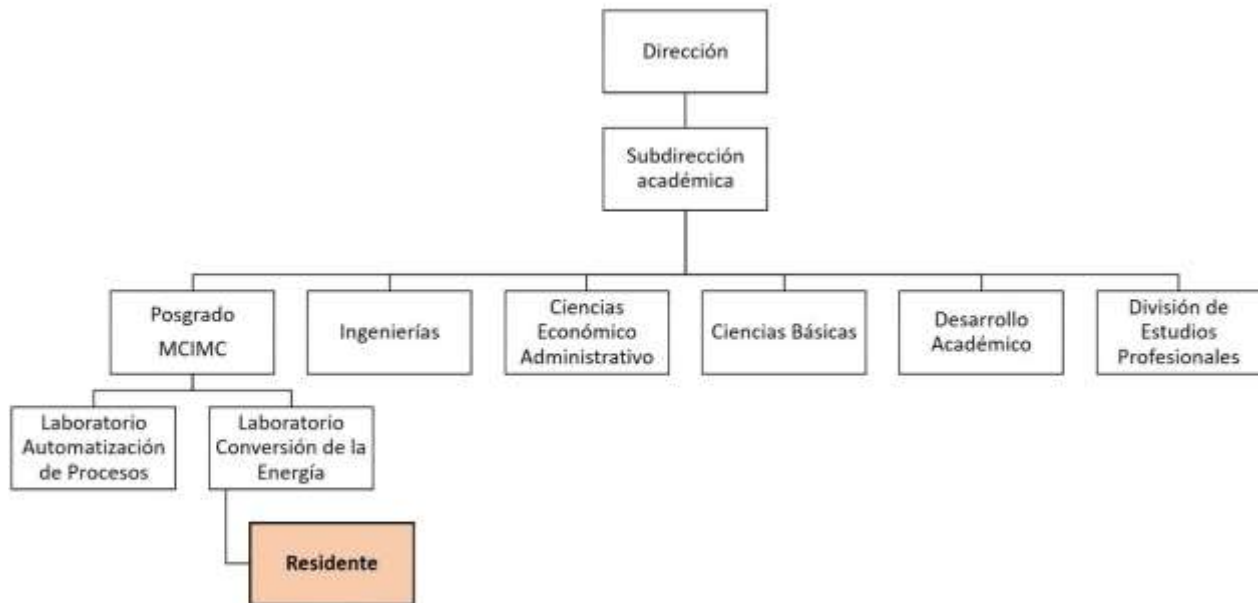 Dirección
Subdirección
académica
Posgrado
MCIMC
Ingenierías
Ciencias
Económico
Administrativo
Ciencias Básicas
Desarrollo
Académico
División de
Estudios
Profesionales
Laboratorio
Automatización
de Procesos
Laboratorio
Conversión de la
Energía
Residente